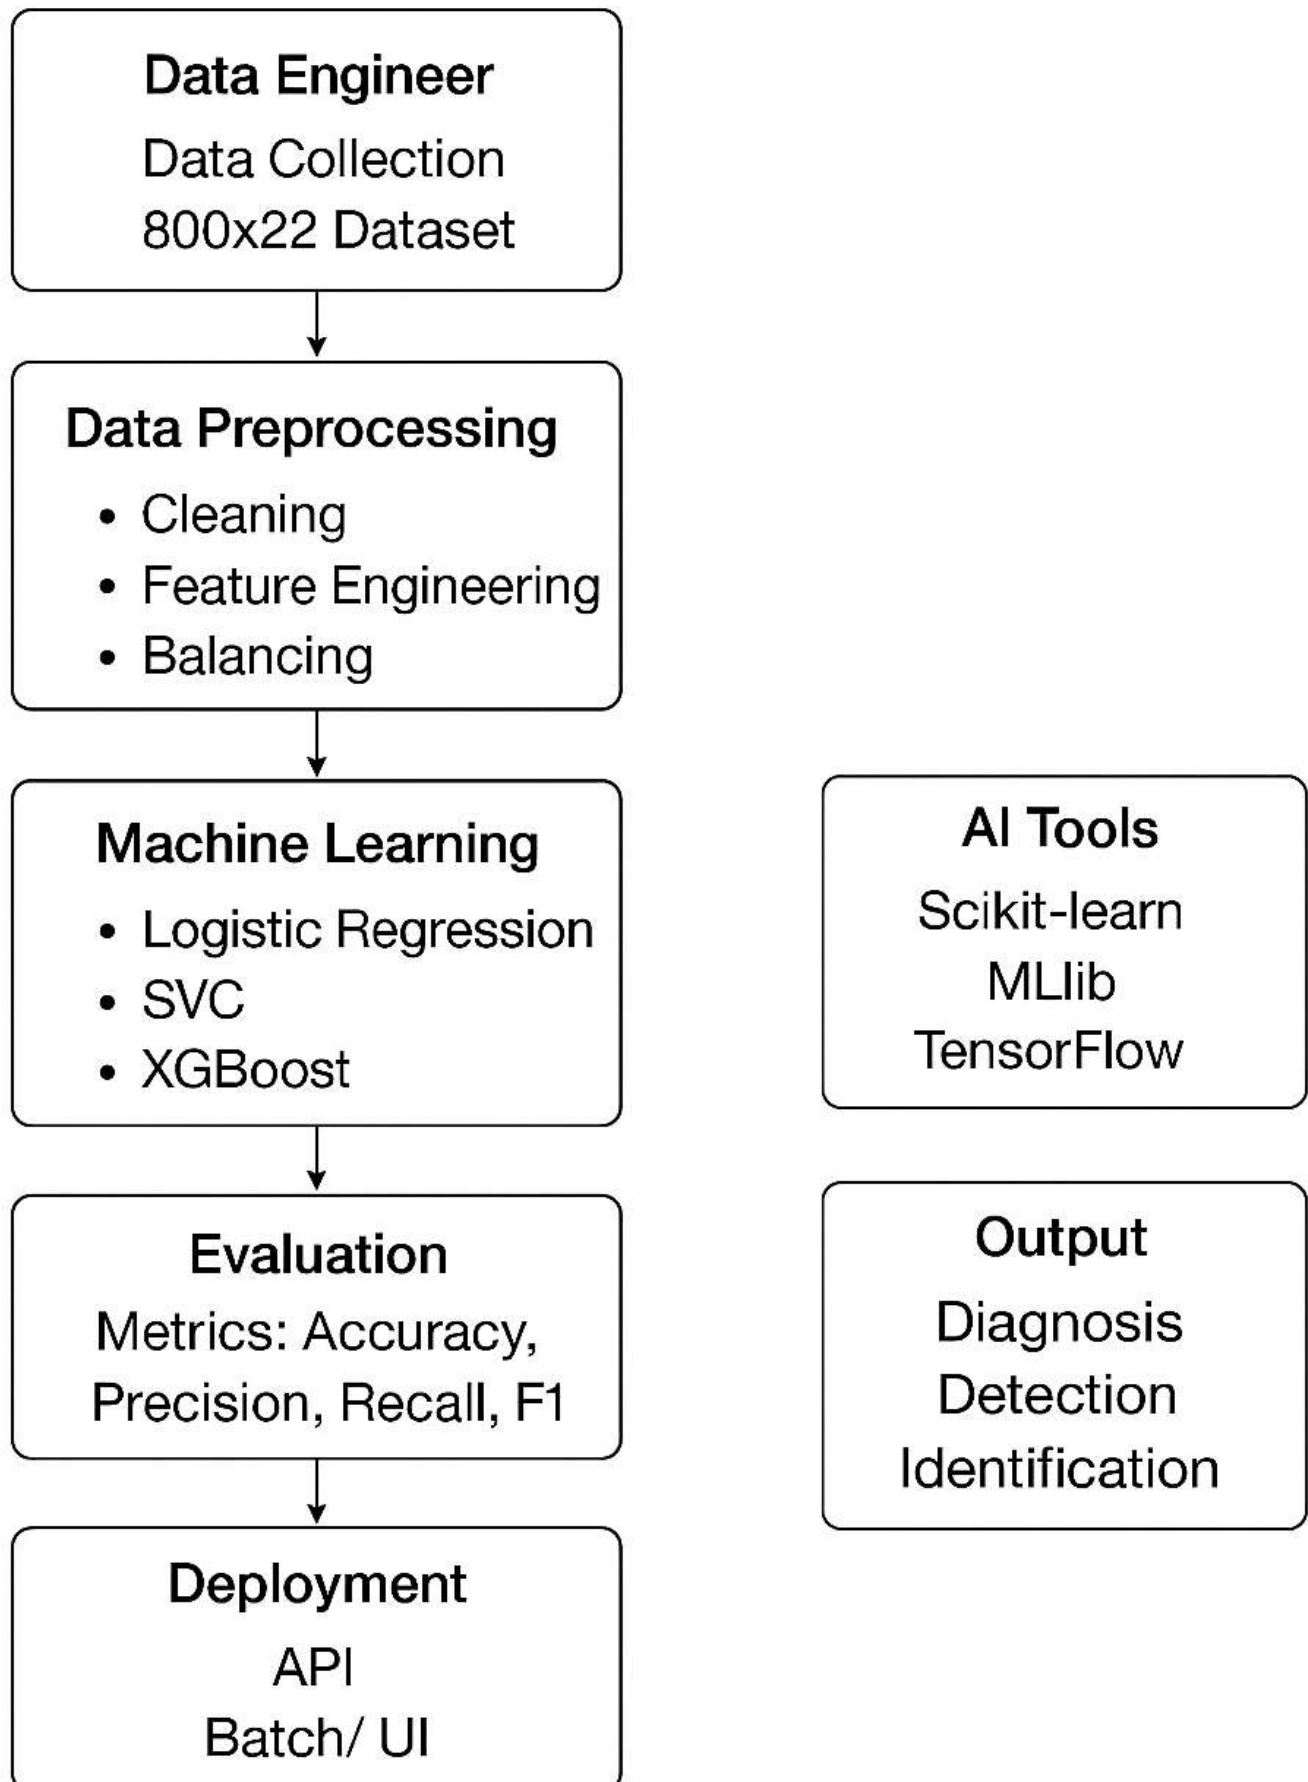 Data Engineer
Data Collection
800x22 Dataset
Data Preprocessing
• Cleaning
• Feature Engineering
• Balancing
Machine Learning
• Logistic Regression
• SVC
• XGBoost
Evaluation
Metrics: Accuracy,
Precision, Recall, F1
Deployment
API
Batch/ UI
AI Tools
Scikit-learn
MLlib
TensorFlow
Output
Diagnosis
Detection
Identification